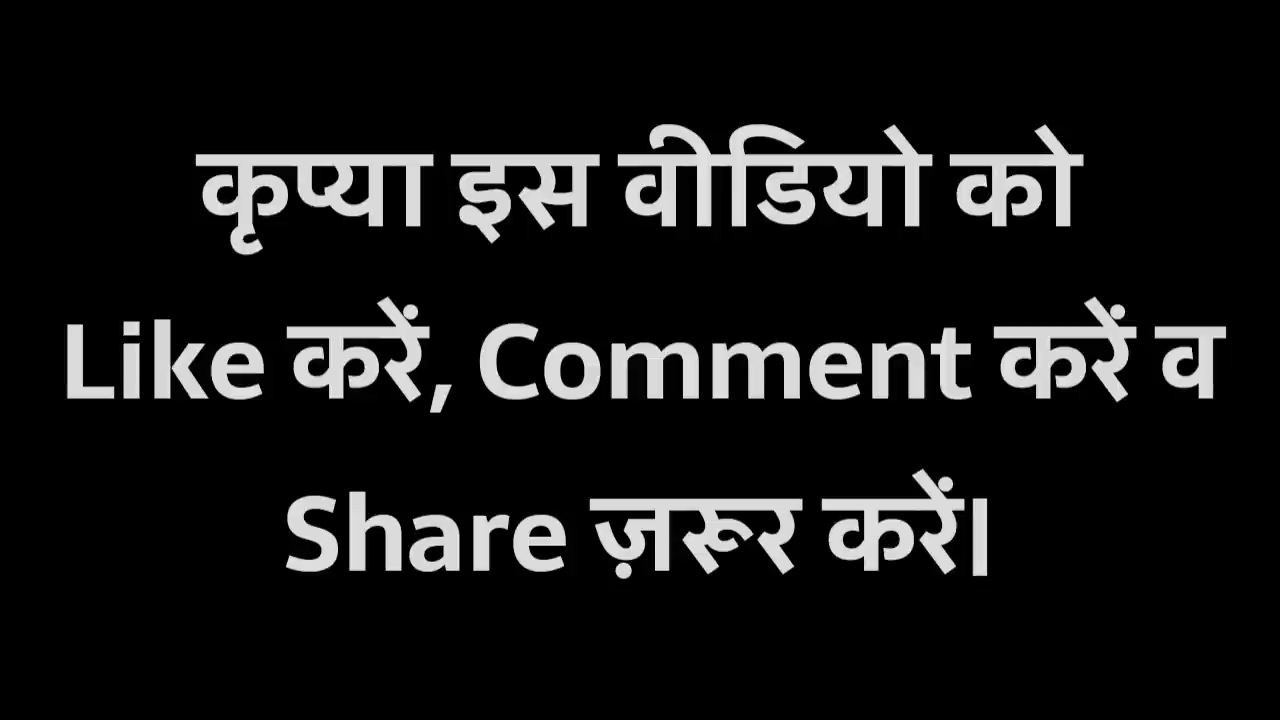 कृप्या इस वीडियो को
Like करें, Comment करें व
Share ज़रूर करें।